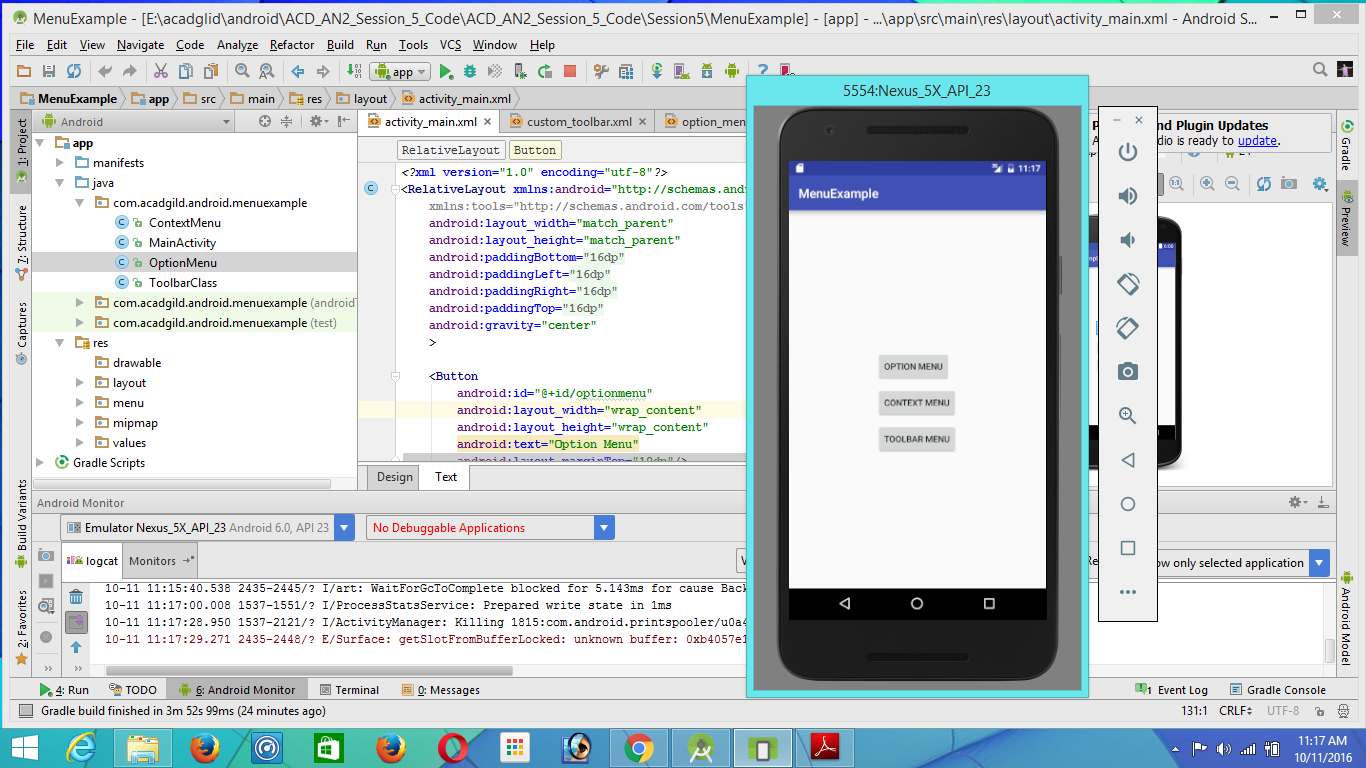 MenuExample - [E:\acadglid\android\ACD_AN2_Session_5_Code\ACD_AN2_Session_5_Code\Session5\MenuExample] - [app] - ...\app\src\main\res\layout\activity_main.xml - Android S...
File Edit View Navigate Code Analyze Refactor Build Run Tools VCS Window Help
app
MenuExample app src main res layout activity_main.xml
5554:Nexus_5X_API_23
Android
activity_main.xml custom_toolbar.xml option_men
nd Plugin Updates
dio is ready to update.
1: Project
7: Structure
Captures
Build Variants
2: Favorites
app
manifests
java
com.acadgild.android.menuexample
ContextMenu
MainActivity
OptionMenu
ToolbarClass
com.acadgild.android.menuexample (android
com.acadgild.android.menuexample (test)
res
drawable
layout
menu
mipmap
values
Gradle Scripts
RelativeLayout Button
<?xml version="1.0" encoding="utf-8"?>
<RelativeLayout xmlns:android="http://schemas.and
xmlns:tools="http://schemas.android.com/tools
android:layout_width="match_parent"
android:layout_height="match_parent"
android:paddingBottom="16dp"
android:paddingLeft="16dp"
android:paddingRight="16dp"
android:paddingTop="16dp"
android:gravity="center"
>
<Button
android:id="@+id/optionmenu"
android:layout_width="wrap_content"
android:layout_height="wrap_content"
android:text="Option Menu"
android:layout_marginTop="10dp"/>
Design Text
11:17
MenuExample
OPTION MENU
CONTEXT MENU
TOOLBAR MENU
6:00
Gradle
Preview
Android Model
Android Monitor
Emulator Nexus_5X_API_23 Android 6.0, API 23 No Debuggable Applications
logcat Monitors
ow only selected application
10-11 11:15:40.538 2435-2445/? I/art: WaitForGcToComplete blocked for 5.143ms for cause Back
10-11 11:17:00.008 1537-1551/? I/ProcessStatsService: Prepared write state in 1ms
10-11 11:17:28.950 1537-2121/? I/ActivityManager: Killing 1815:com.android.printspooler/u0a4
10-11 11:17:29.271 2435-2448/? E/Surface: getSlotFromBufferLocked: unknown buffer: 0xb4057e1
4: Run TODO 6: Android Monitor Terminal 0: Messages 1 Event Log Gradle Console
Gradle build finished in 3m 52s 99ms (24 minutes ago) 131:1 CRLF UTF-8
11:17 AM
10/11/2016